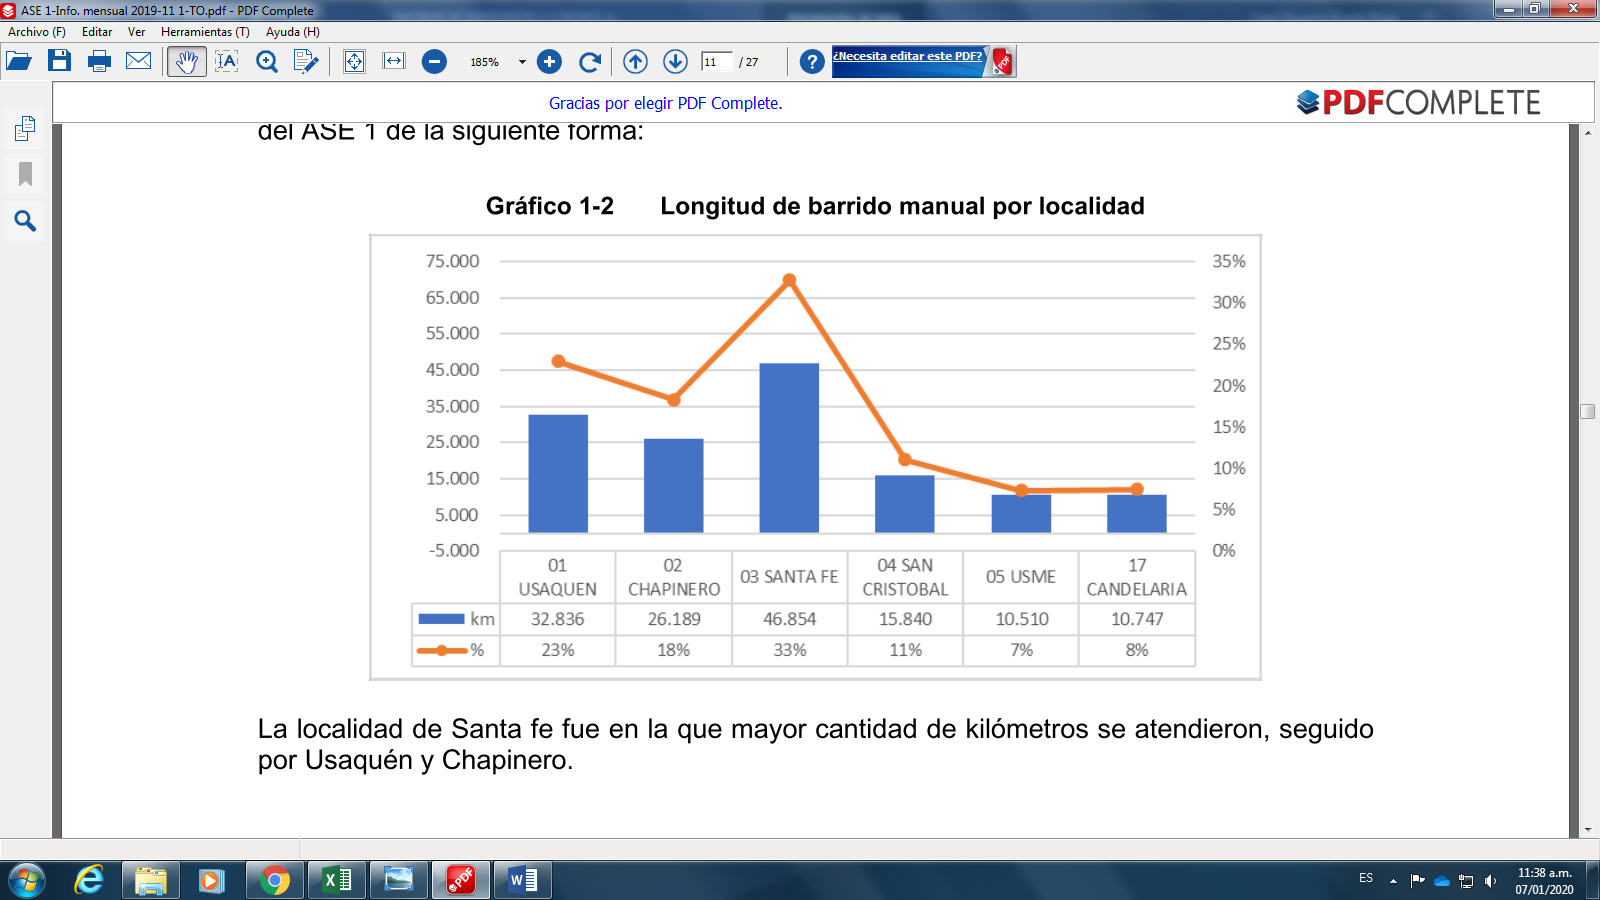 ASE 1-Info. mensual 2019-11 1-TO.pdf - PDF Complete
Archivo (F) Editar Ver Herramientas (T) Ayuda (H)
185% 11 / 27 ¿Necesita editar este PDF? PDF
Gracias por elegir PDF Complete. PDFCOMPLETE
del ASE 1 de la siguiente forma:
Gráfico 1-2 Longitud de barrido manual por localidad
75.000 35%
65.000 30%
55.000 25%
45.000 20%
35.000 15%
25.000 10%
15.000 5%
5.000 0%
-5.000
01 USAQUEN 02 CHAPINERO 03 SANTA FE 04 SAN CRISTOBAL 05 USME 17 CANDELARIA
km 32.836 26.189 46.854 15.840 10.510 10.747
% 23% 18% 33% 11% 7% 8%
La localidad de Santa fe fue en la que mayor cantidad de kilómetros se atendieron, seguido
por Usaquén y Chapinero.
ES 11:38 a.m.
07/01/2020